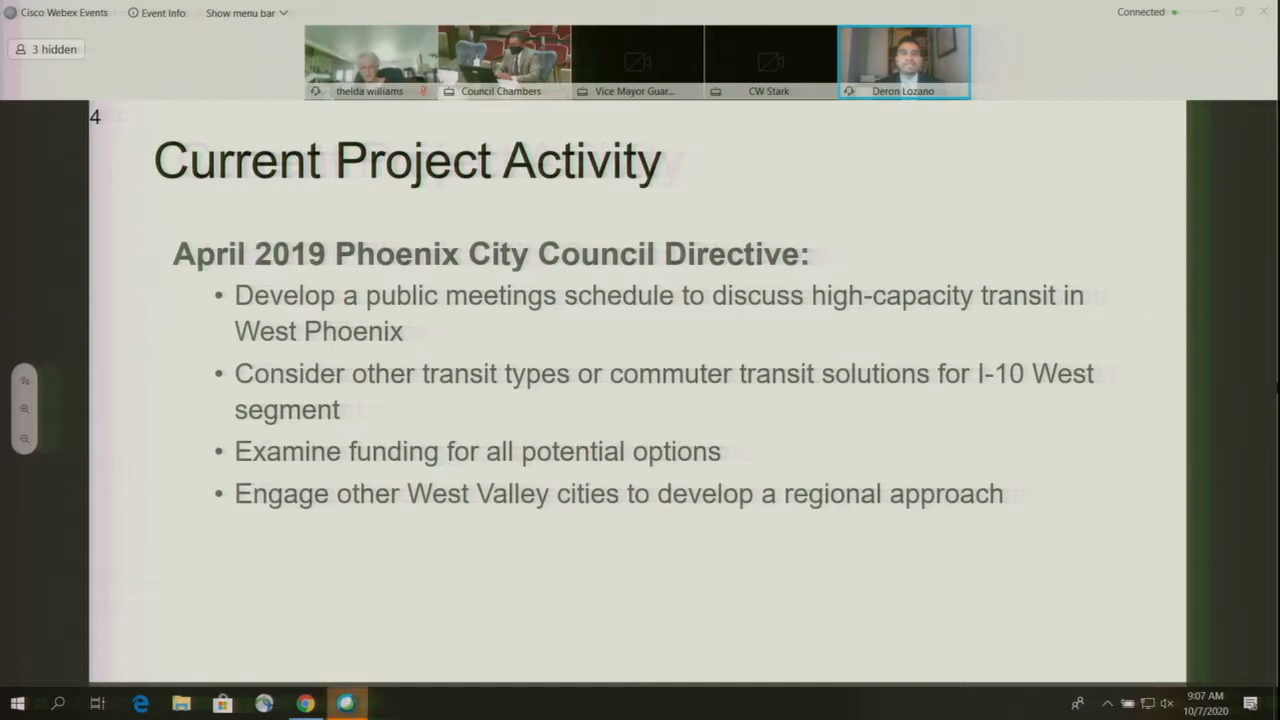 Cisco Webex Events
Event Info
Show menu bar
Connected
3 hidden
thelda williams
Council Chambers
Vice Mayor Guar...
CW Stark
Deron Lozano
4
Current Project Activity
April 2019 Phoenix City Council Directive:
• Develop a public meetings schedule to discuss high-capacity transit in
West Phoenix
• Consider other transit types or commuter transit solutions for I-10 West
segment
• Examine funding for all potential options
• Engage other West Valley cities to develop a regional approach
9:07 AM
10/7/2020